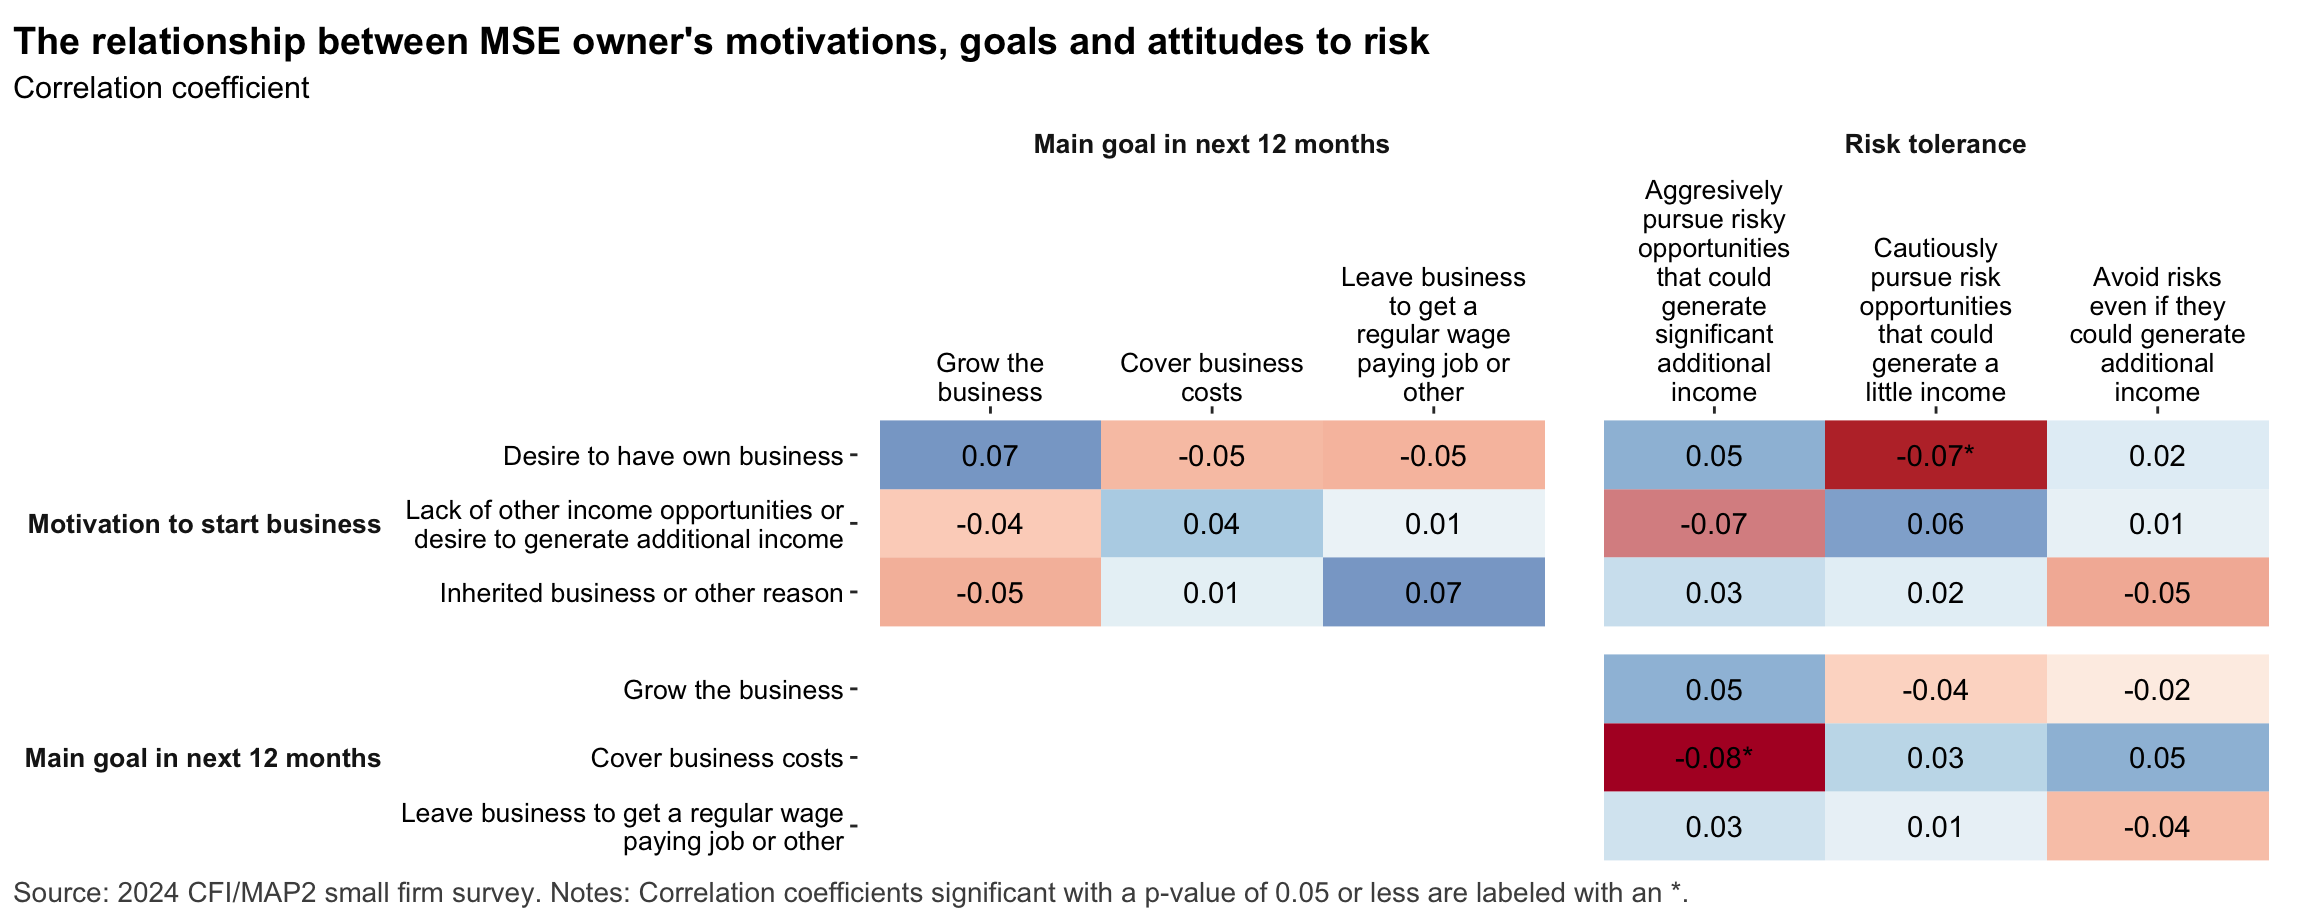 The relationship between MSE owner's motivations, goals and attitudes to risk
Correlation coefficient
Main goal in next 12 months
Risk tolerance
Grow the
business
Cover business
costs
Leave business
to get a
regular wage
paying job or
other
Aggresively
pursue risky
opportunities
that could
generate
significant
additional
income
Cautiously
pursue risk
opportunities
that could
generate a
little income
Avoid risks
even if they
could generate
additional
income
Motivation to start business
Desire to have own business
0.07 -0.05 -0.05 0.05 -0.07* 0.02
Lack of other income opportunities or
desire to generate additional income
-0.04 0.04 0.01 -0.07 0.06 0.01
Inherited business or other reason
-0.05 0.01 0.07 0.03 0.02 -0.05
Main goal in next 12 months
Grow the business
0.05 -0.04 -0.02
Cover business costs
-0.08* 0.03 0.05
Leave business to get a regular wage
paying job or other
0.03 0.01 -0.04
Source: 2024 CFI/MAP2 small firm survey. Notes: Correlation coefficients significant with a p-value of 0.05 or less are labeled with an *.